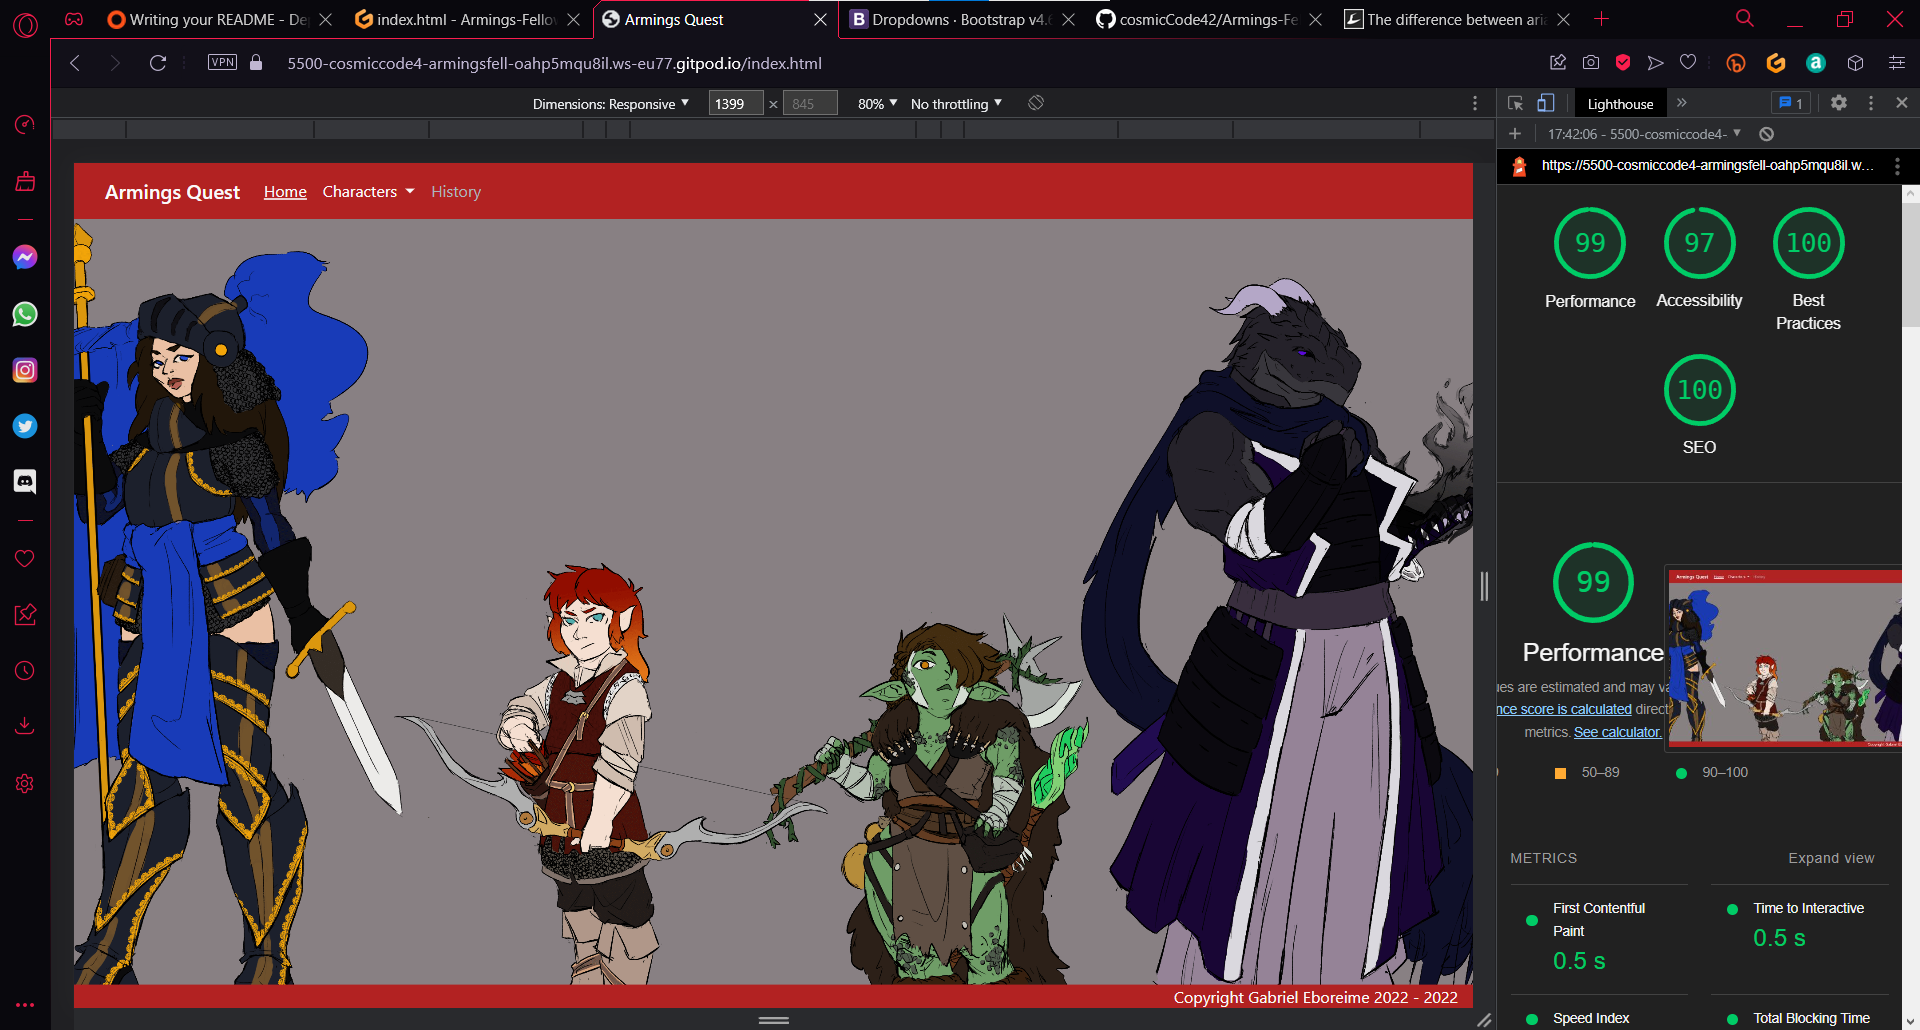 Writing your README - De
index.html - Armings-Fello
Armings Quest
Dropdowns · Bootstrap v4.6
cosmicCode42/Armings-Fe
The difference between aria
VPN
5500-cosmiccode4-armingsfell-oahp5mqu8il.ws-eu77.gitpod.io/index.html
Dimensions: Responsive
1399
×
845
80%
No throttling
Lighthouse
1
17:42:06 - 5500-cosmiccode4-
https://5500-cosmiccode4-armingsfell-oahp5mqu8il.w...
Armings Quest
Home
Characters
History
99
Performance
97
Accessibility
100
Best
Practices
100
SEO
99
Performance
ues are estimated and may va
nce score is calculated direct
metrics. See calculator.
50–89
90–100
METRICS
Expand view
First Contentful
Paint
0.5 s
Time to Interactive
0.5 s
Speed Index
Total Blocking Time
Copyright Gabriel Eboreime 2022 - 2022